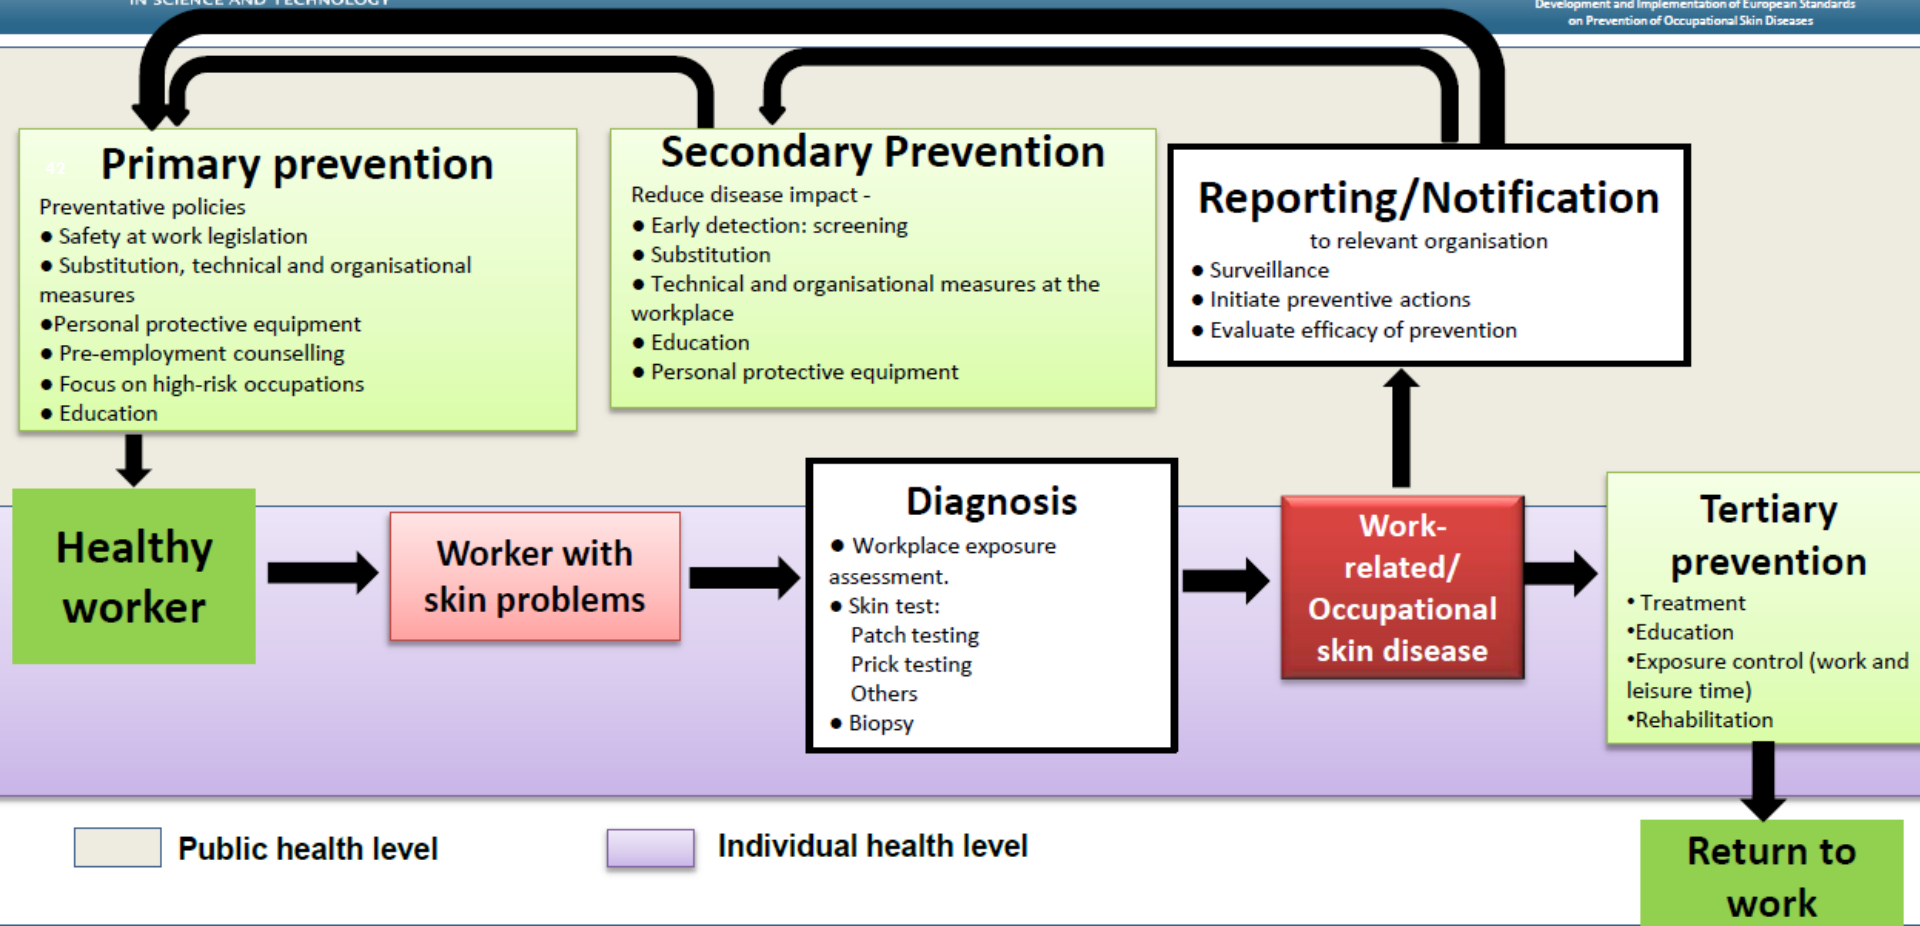 IN SCIENCE AND TECHNOLOGY
Development and Implementation of European Standards
on Prevention of Occupational Skin Diseases
42
Primary prevention
Preventative policies
● Safety at work legislation
● Substitution, technical and organisational
measures
●Personal protective equipment
● Pre-employment counselling
● Focus on high-risk occupations
● Education
Secondary Prevention
Reduce disease impact -
● Early detection: screening
● Substitution
● Technical and organisational measures at the
workplace
● Education
● Personal protective equipment
Reporting/Notification
to relevant organisation
● Surveillance
● Initiate preventive actions
● Evaluate efficacy of prevention
Healthy
worker
Worker with
skin problems
Diagnosis
● Workplace exposure
assessment.
● Skin test:
Patch testing
Prick testing
Others
● Biopsy
Work-
related/
Occupational
skin disease
Tertiary
prevention
• Treatment
•Education
•Exposure control (work and
leisure time)
•Rehabilitation
Return to
work
Public health level
Individual health level